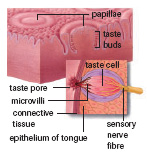 papillae
taste
buds
taste cell
taste pore
microvilli
connective
tissue
epithelium of tongue
sensory
nerve
fibre